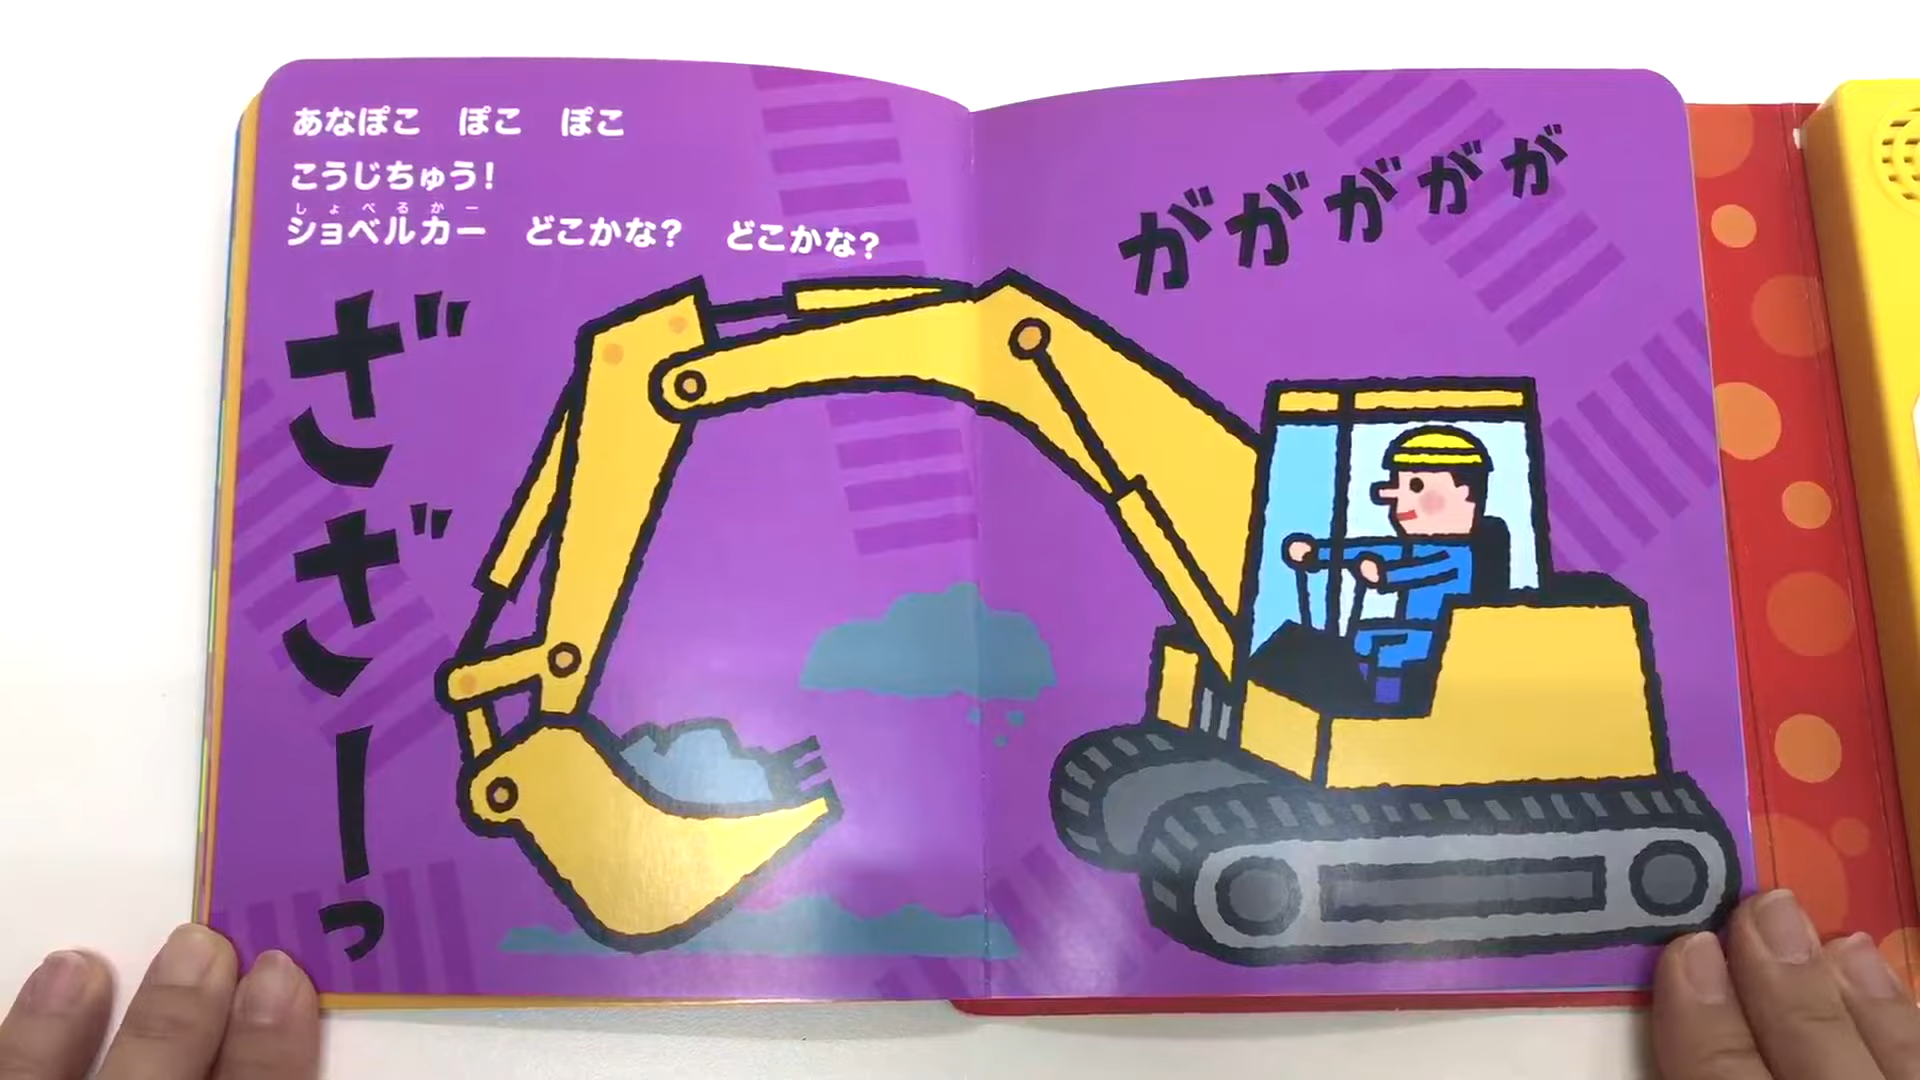 あなぽこ　ぽこ　ぽこ
こうじちゅう！
しょべるかー
ショベルカー　どこかな？　どこかな？
ざざーっ
がががが が